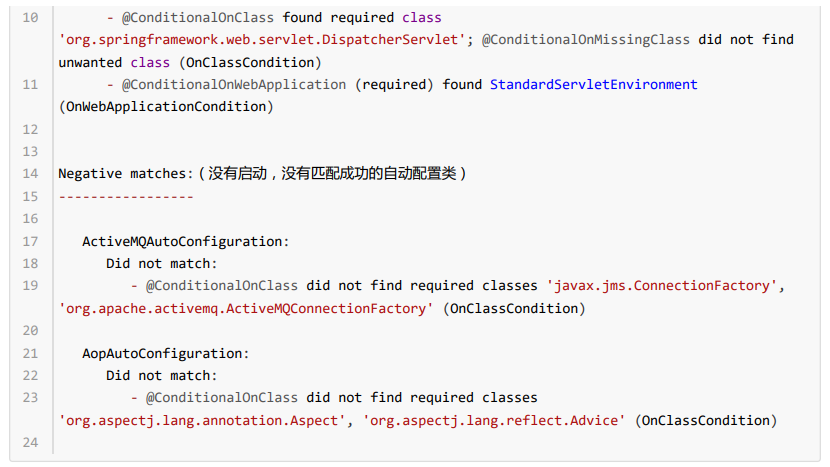 10 - @ConditionalOnClass found required class
'org.springframework.web.servlet.DispatcherServlet'; @ConditionalOnMissingClass did not find
unwanted class (OnClassCondition)
11 - @ConditionalOnWebApplication (required) found StandardServletEnvironment
(OnWebApplicationCondition)
12
13
14 Negative matches:（没有启动，没有匹配成功的自动配置类）
15 -----------------
16
17 ActiveMQAutoConfiguration:
18 Did not match:
19 - @ConditionalOnClass did not find required classes 'javax.jms.ConnectionFactory',
'org.apache.activemq.ActiveMQConnectionFactory' (OnClassCondition)
20
21 AopAutoConfiguration:
22 Did not match:
23 - @ConditionalOnClass did not find required classes
'org.aspectj.lang.annotation.Aspect', 'org.aspectj.lang.reflect.Advice' (OnClassCondition)
24